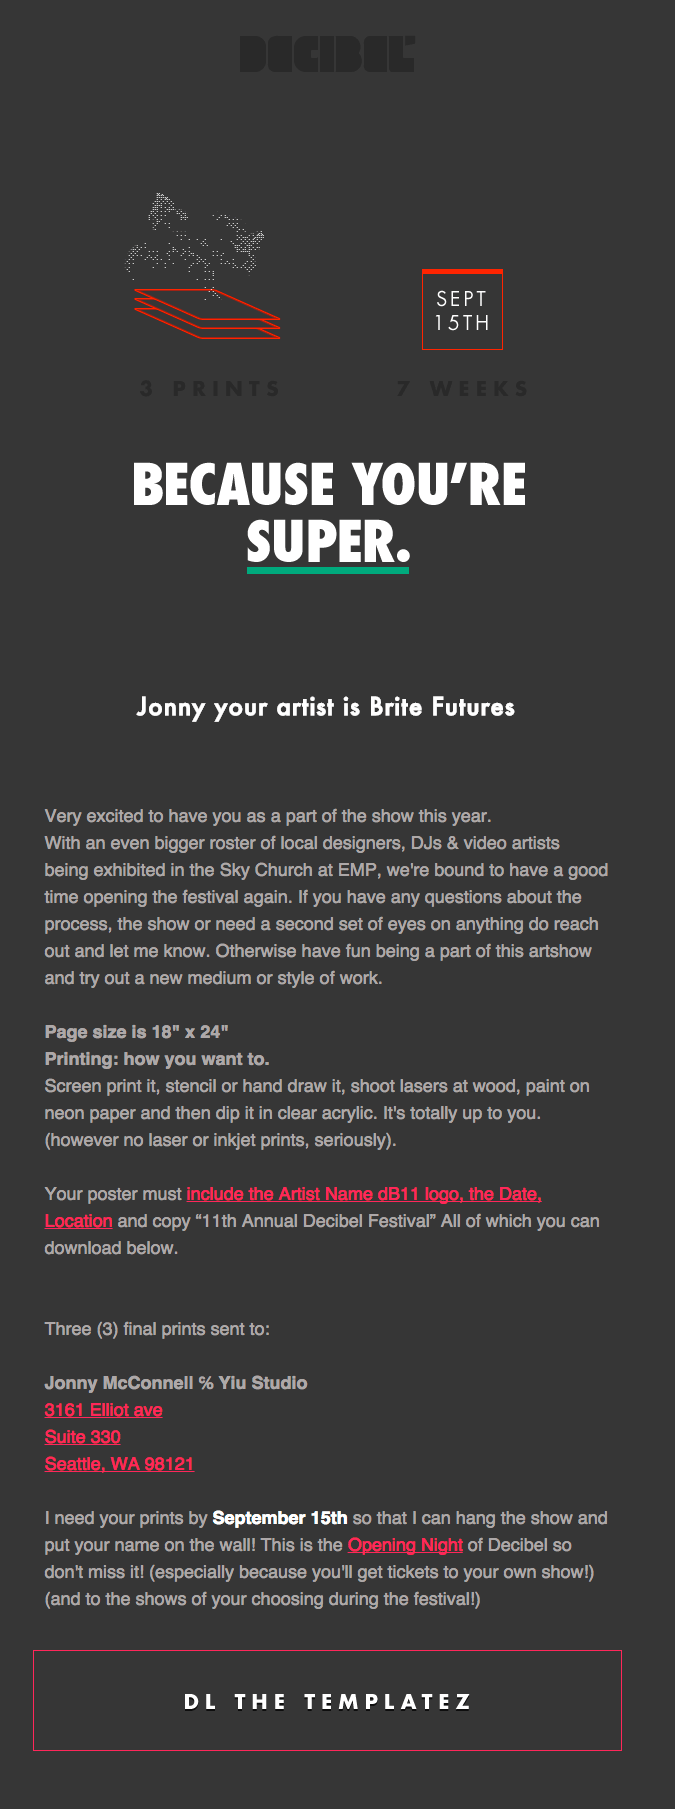 DECIBEL
SEPT
15TH
3 PRINTS
7 WEEKS
BECAUSE YOU’RE
SUPER.
Jonny your artist is Brite Futures
Very excited to have you as a part of the show this year.
With an even bigger roster of local designers, DJs & video artists
being exhibited in the Sky Church at EMP, we're bound to have a good
time opening the festival again. If you have any questions about the
process, the show or need a second set of eyes on anything do reach
out and let me know. Otherwise have fun being a part of this artshow
and try out a new medium or style of work.
Page size is 18" x 24"
Printing: how you want to.
Screen print it, stencil or hand draw it, shoot lasers at wood, paint on
neon paper and then dip it in clear acrylic. It's totally up to you.
(however no laser or inkjet prints, seriously).
Your poster must include the Artist Name dB11 logo, the Date,
Location and copy “11th Annual Decibel Festival” All of which you can
download below.
Three (3) final prints sent to:
Jonny McConnell ℅ Yiu Studio
3161 Elliot ave
Suite 330
Seattle, WA 98121
I need your prints by September 15th so that I can hang the show and
put your name on the wall! This is the Opening Night of Decibel so
don't miss it! (especially because you'll get tickets to your own show!)
(and to the shows of your choosing during the festival!)
DL THE TEMPLATEZ